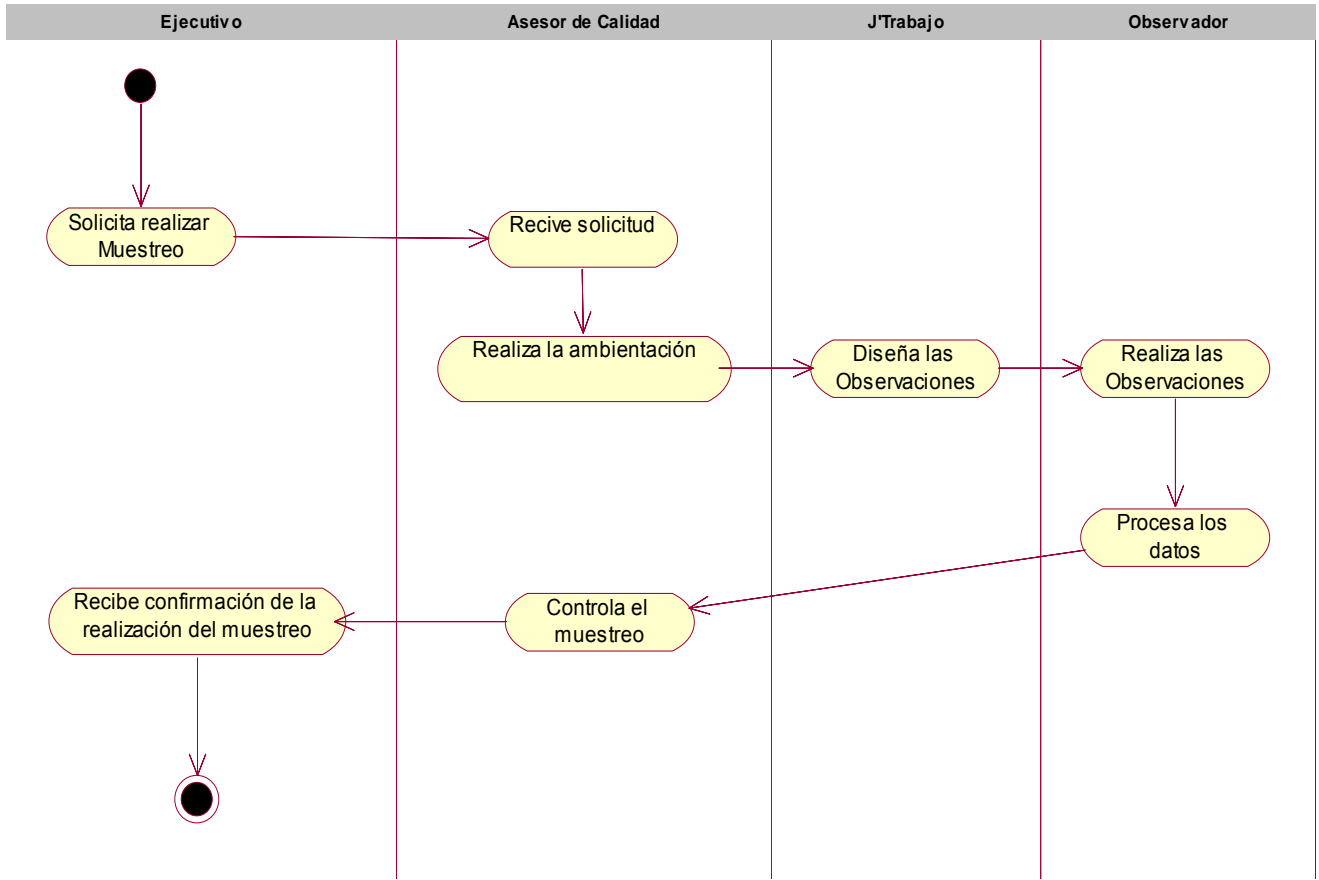 Ejecutivo
Asesor de Calidad
J'Trabajo
Observador
Solicita realizar
Muestreo
Recive solicitud
Realiza la ambientación
Diseña las
Observaciones
Realiza las
Observaciones
Procesa los
datos
Controla el
muestreo
Recibe confirmación de la
realización del muestreo